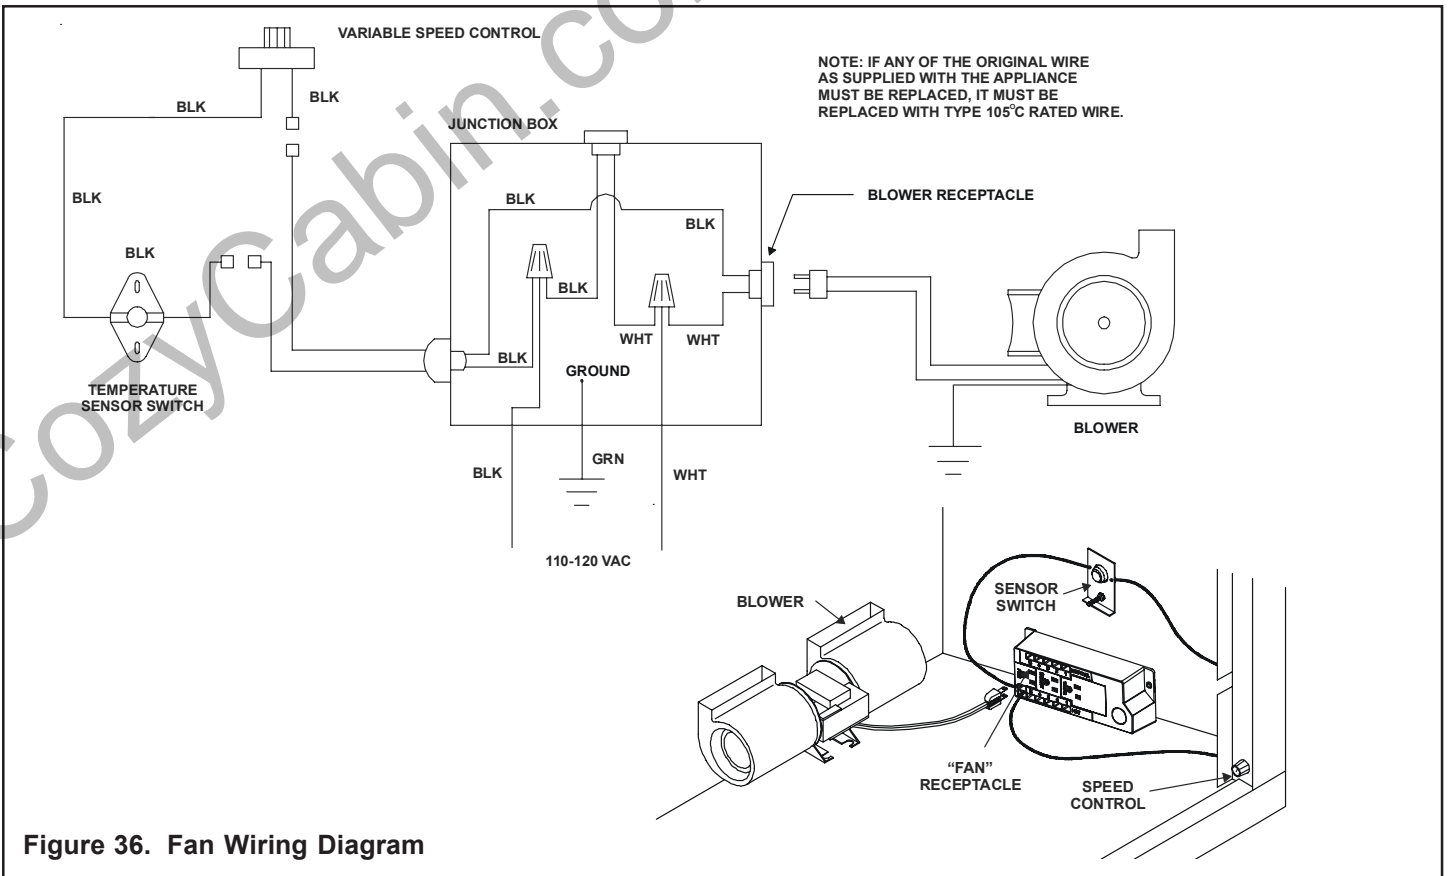 VARIABLE SPEED CONTROL
NOTE: IF ANY OF THE ORIGINAL WIRE
AS SUPPLIED WITH THE APPLIANCE
MUST BE REPLACED, IT MUST BE
REPLACED WITH TYPE 105°C RATED WIRE.
BLK
BLK
JUNCTION BOX
BLK
BLK
BLK
BLOWER RECEPTACLE
BLK
BLK
WHT
WHT
BLK
GROUND
TEMPERATURE
SENSOR SWITCH
BLOWER
BLK
GRN
WHT
110-120 VAC
BLOWER
SENSOR
SWITCH
"FAN"
RECEPTACLE
SPEED
CONTROL
Figure 36. Fan Wiring Diagram
CozyCabin.co